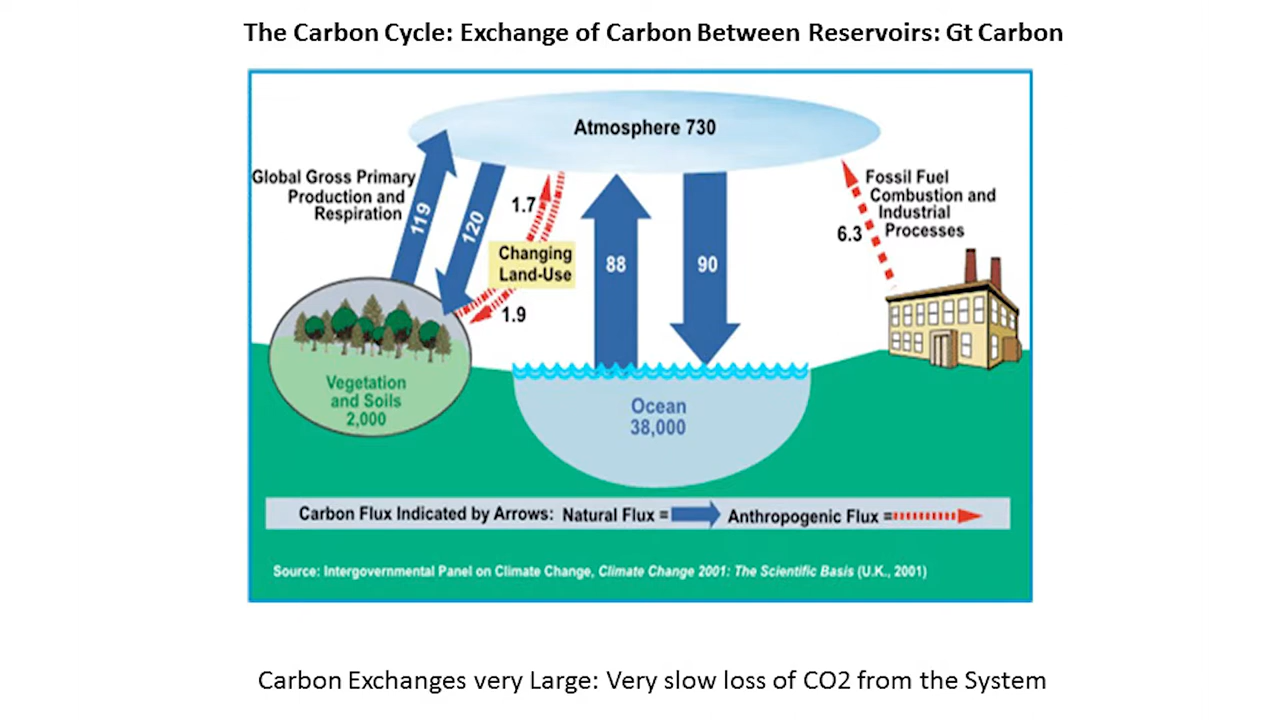 The Carbon Cycle: Exchange of Carbon Between Reservoirs: Gt Carbon
Atmosphere 730
Global Gross Primary
Production and
Respiration
119
120
1.7
Changing
Land-Use
1.9
88
90
Fossil Fuel
Combustion and
Industrial
Processes
6.3
Vegetation
and Soils
2,000
Ocean
38,000
Carbon Flux Indicated by Arrows: Natural Flux = Anthropogenic Flux =
Source: Intergovernmental Panel on Climate Change, Climate Change 2001: The Scientific Basis (U.K., 2001)
Carbon Exchanges very Large: Very slow loss of CO2 from the System